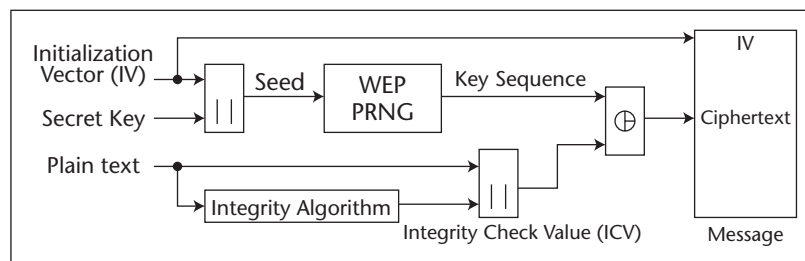 Initialization
Vector (IV)
Secret Key
Plain text
||
Seed
WEP
PRNG
Key Sequence
Integrity Algorithm
||
Integrity Check Value (ICV)
IV
Ciphertext
Message